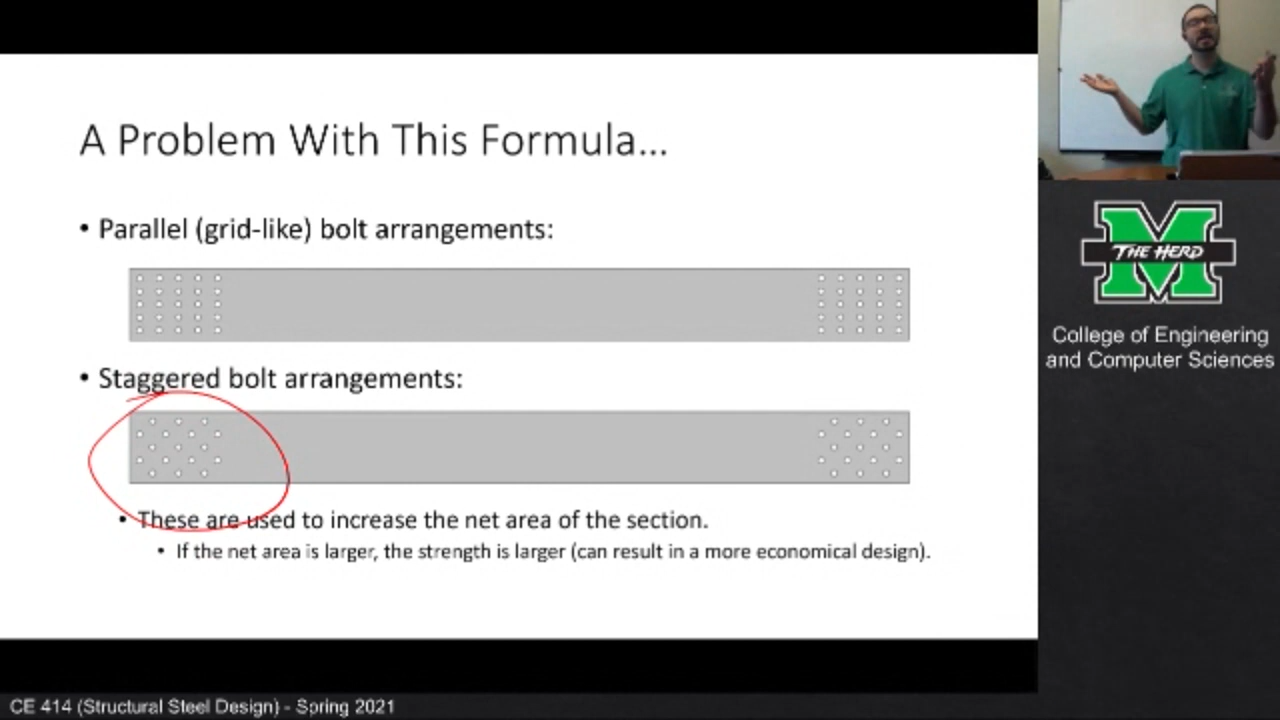 A Problem With This Formula...
• Parallel (grid-like) bolt arrangements:
• Staggered bolt arrangements:
• These are used to increase the net area of the section.
• If the net area is larger, the strength is larger (can result in a more economical design).
THE HERD
College of Engineering
and Computer Sciences
CE 414 (Structural Steel Design) - Spring 2021